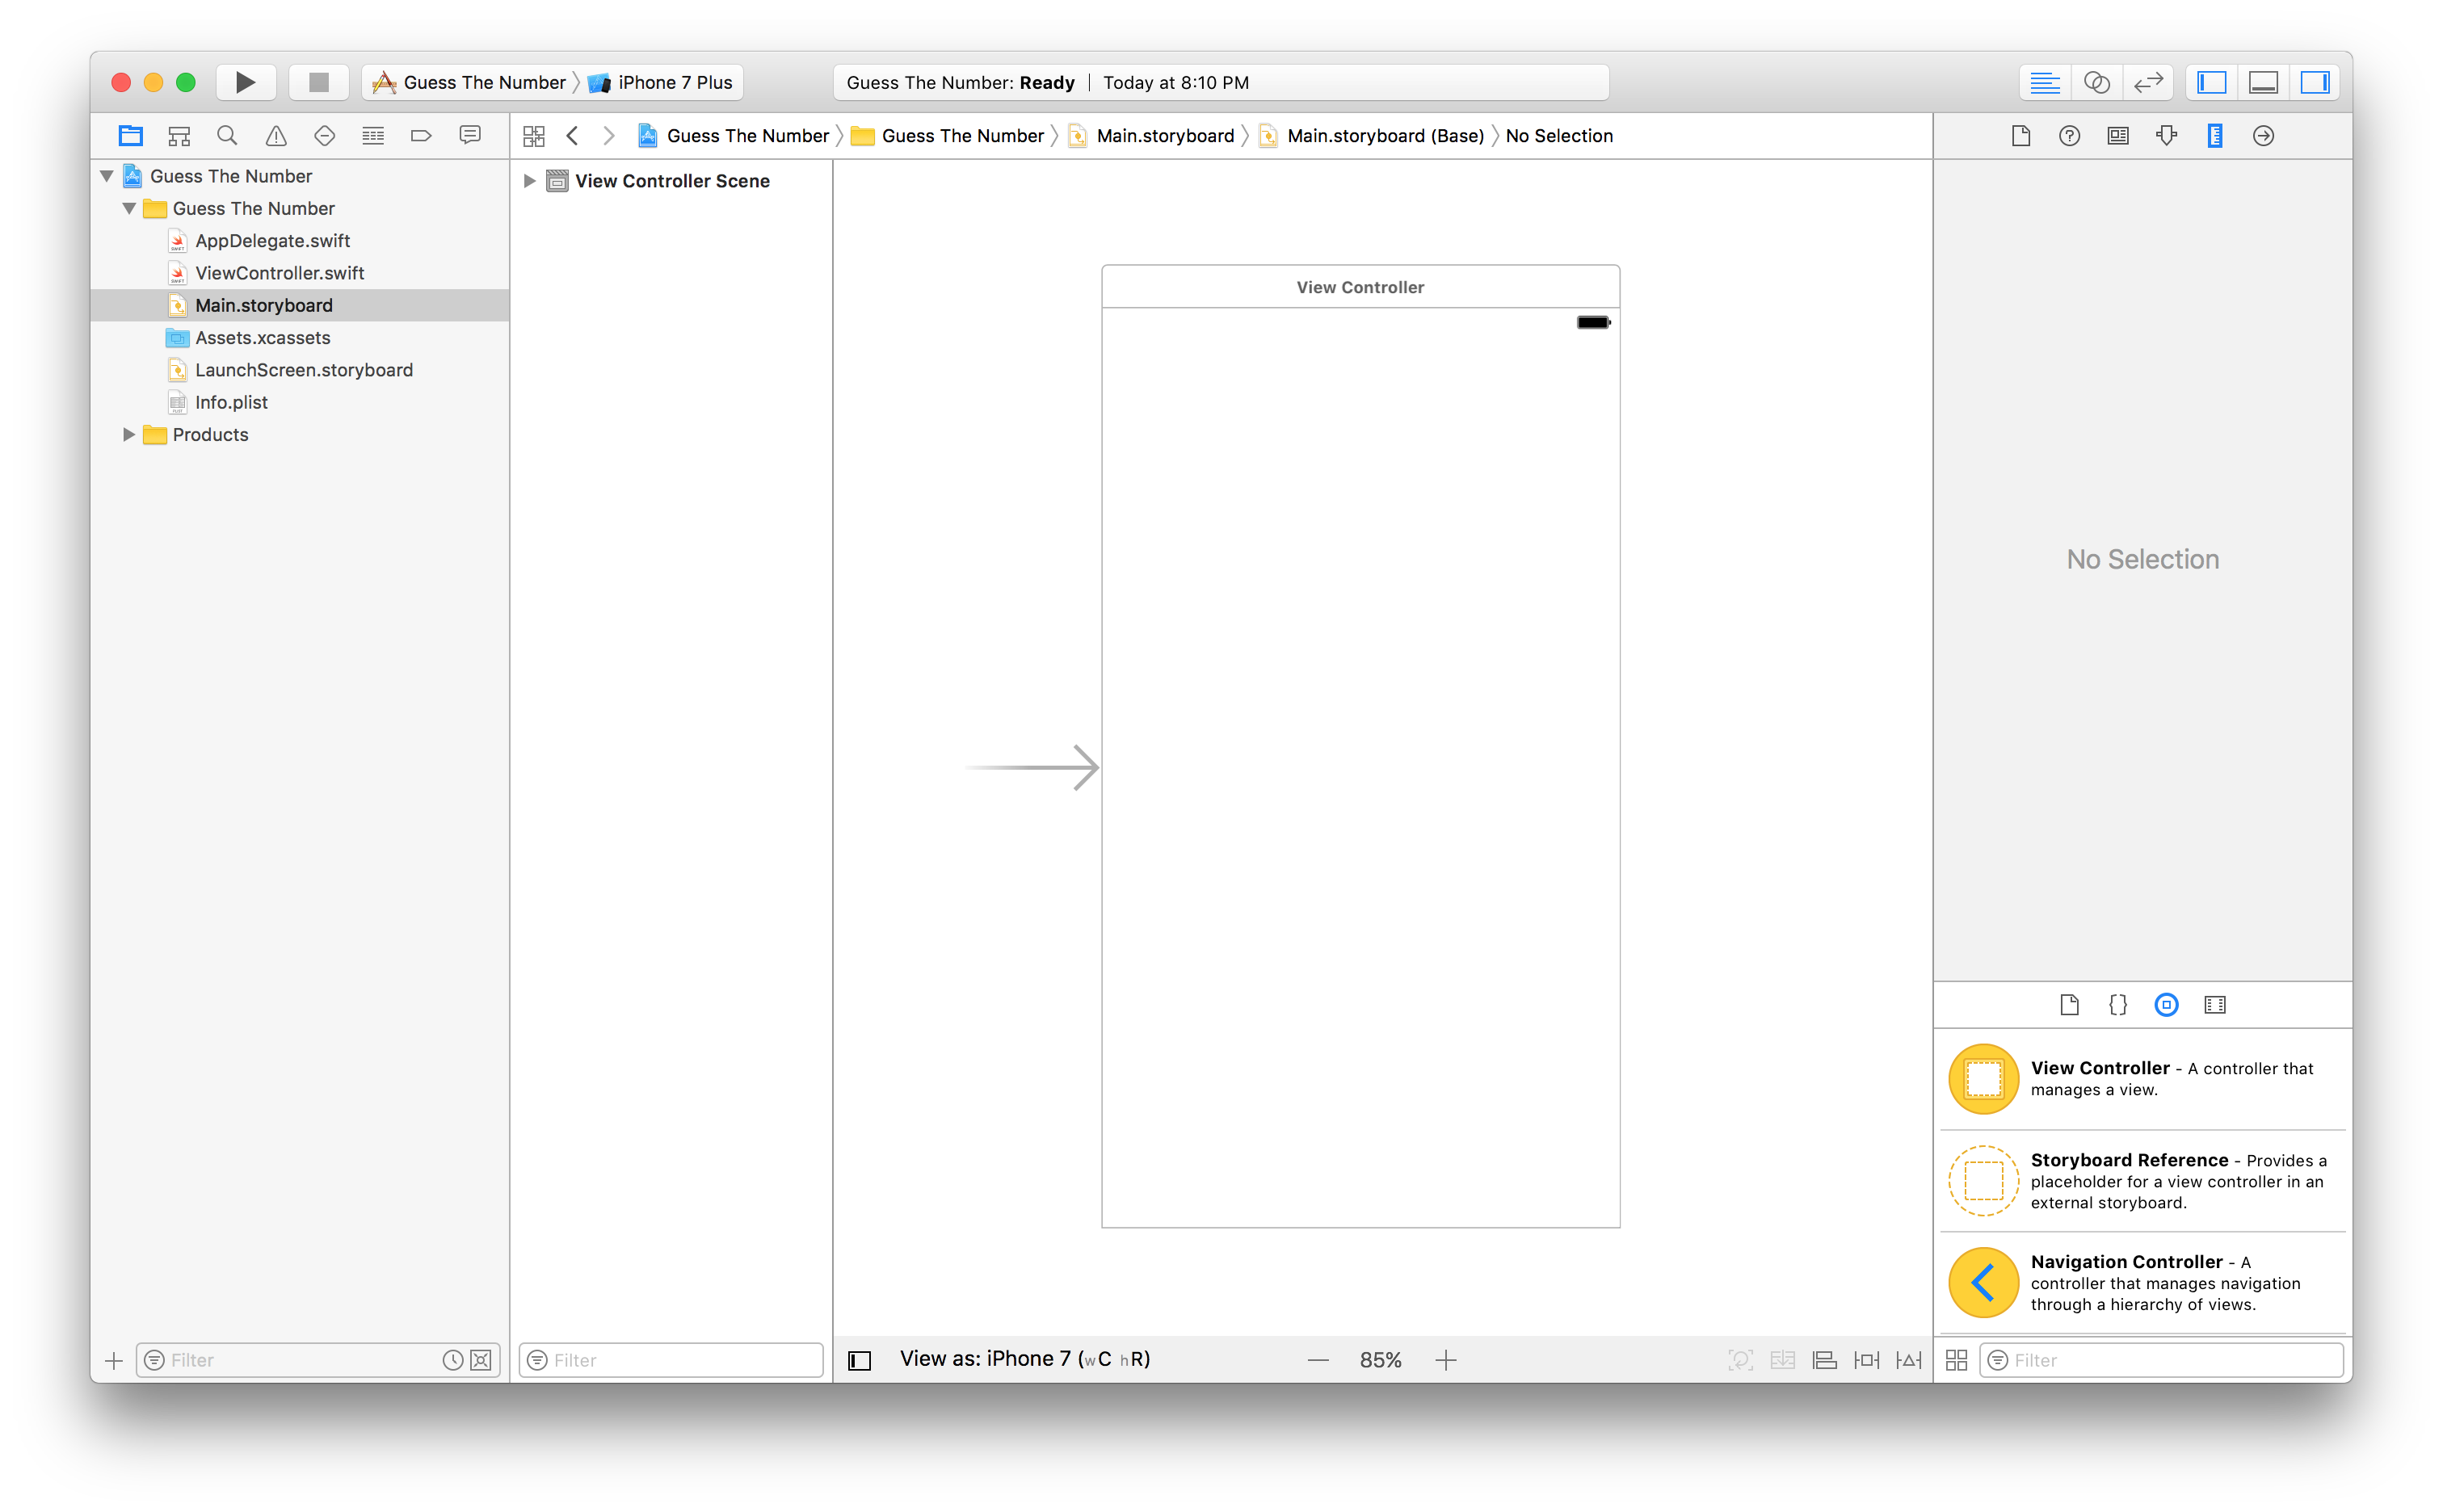 Guess The Number iPhone 7 Plus
Guess The Number: Ready Today at 8:10 PM
Guess The Number Guess The Number Main.storyboard Main.storyboard (Base) No Selection
Guess The Number
Guess The Number
AppDelegate.swift
ViewController.swift
Main.storyboard
Assets.xcassets
LaunchScreen.storyboard
Info.plist
Products
Filter
View Controller Scene
Filter
View Controller
View as: iPhone 7 (wC hR)
85%
No Selection
View Controller - A controller that
manages a view.
Storyboard Reference - Provides a
placeholder for a view controller in an
external storyboard.
Navigation Controller - A
controller that manages navigation
through a hierarchy of views.
Filter